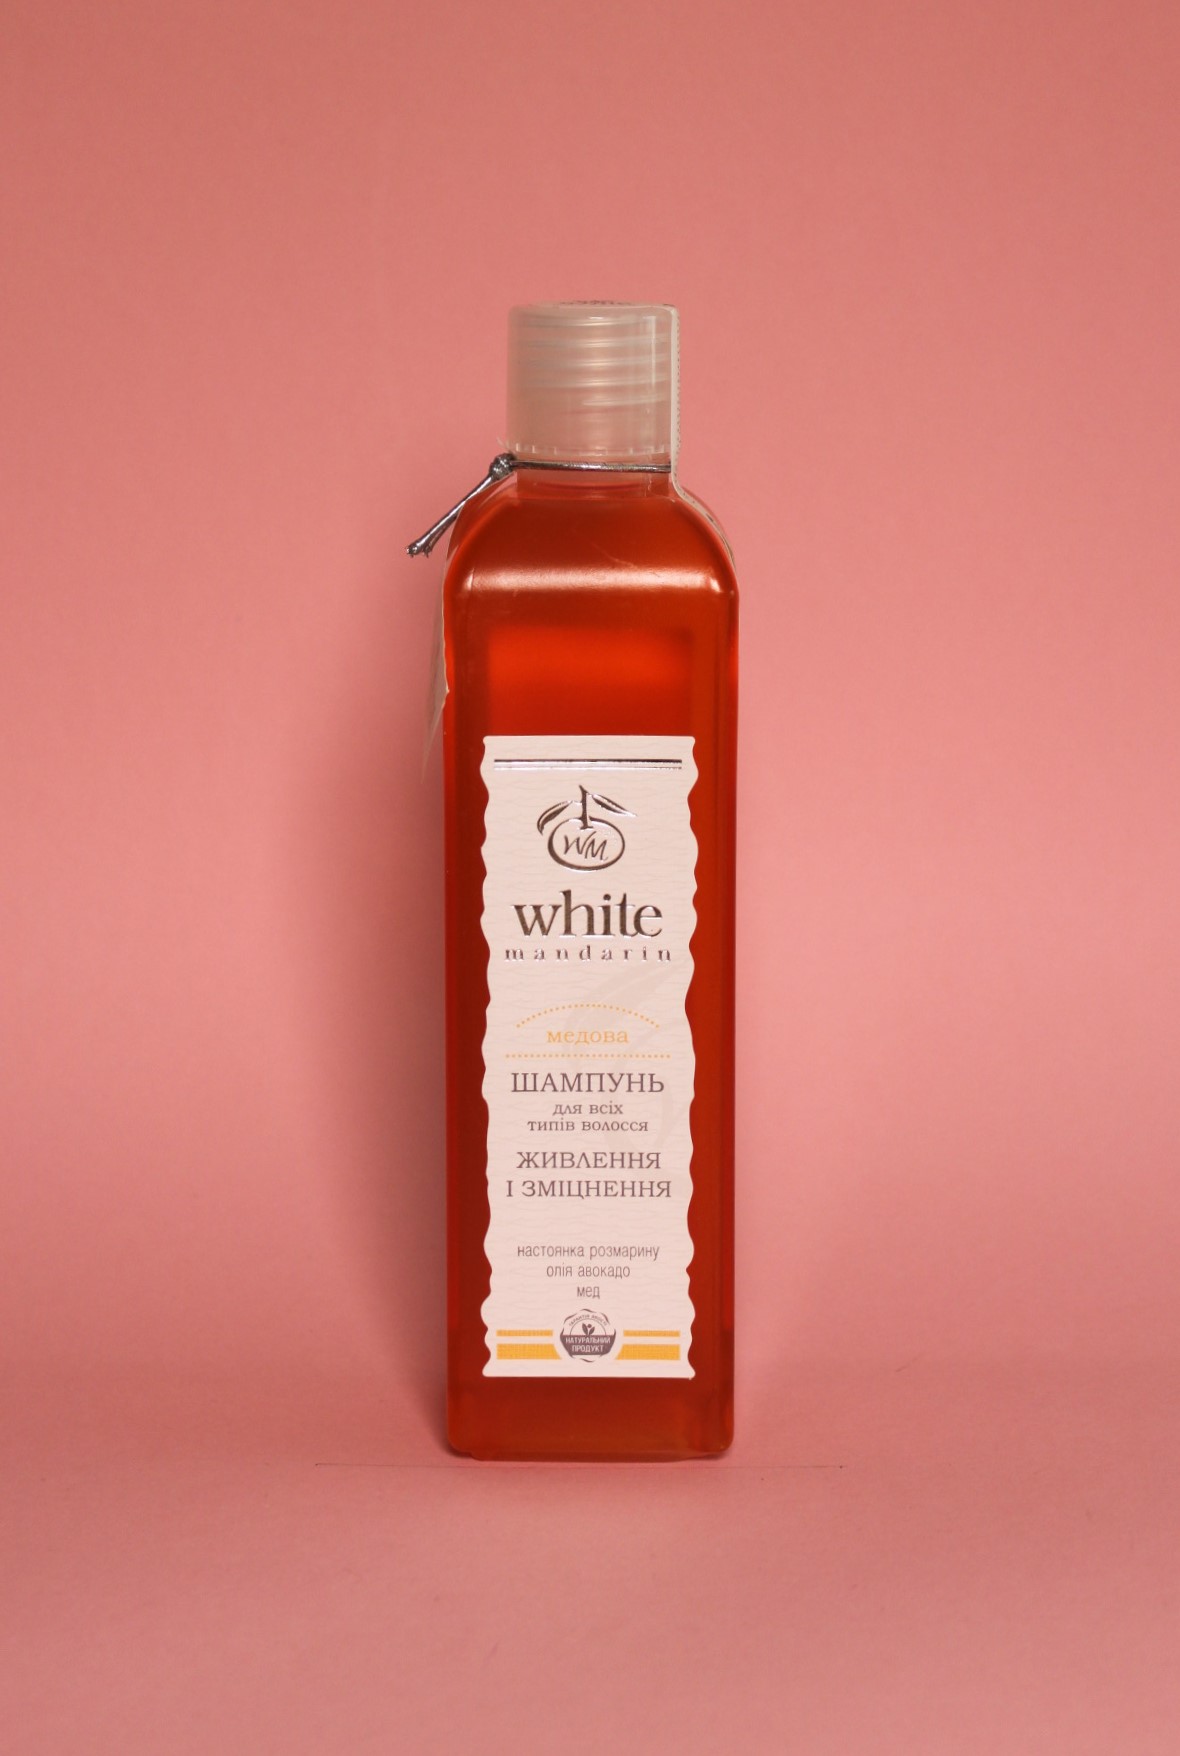 WM
white
mandarin
медова
ШАМПУНЬ
для всіх
типів волосся
ЖИВЛЕННЯ
І ЗМІЦНЕННЯ
настоянка розмарину
олія авокадо
мед
НАТУРАЛЬНИЙ
ПРОДУКТ